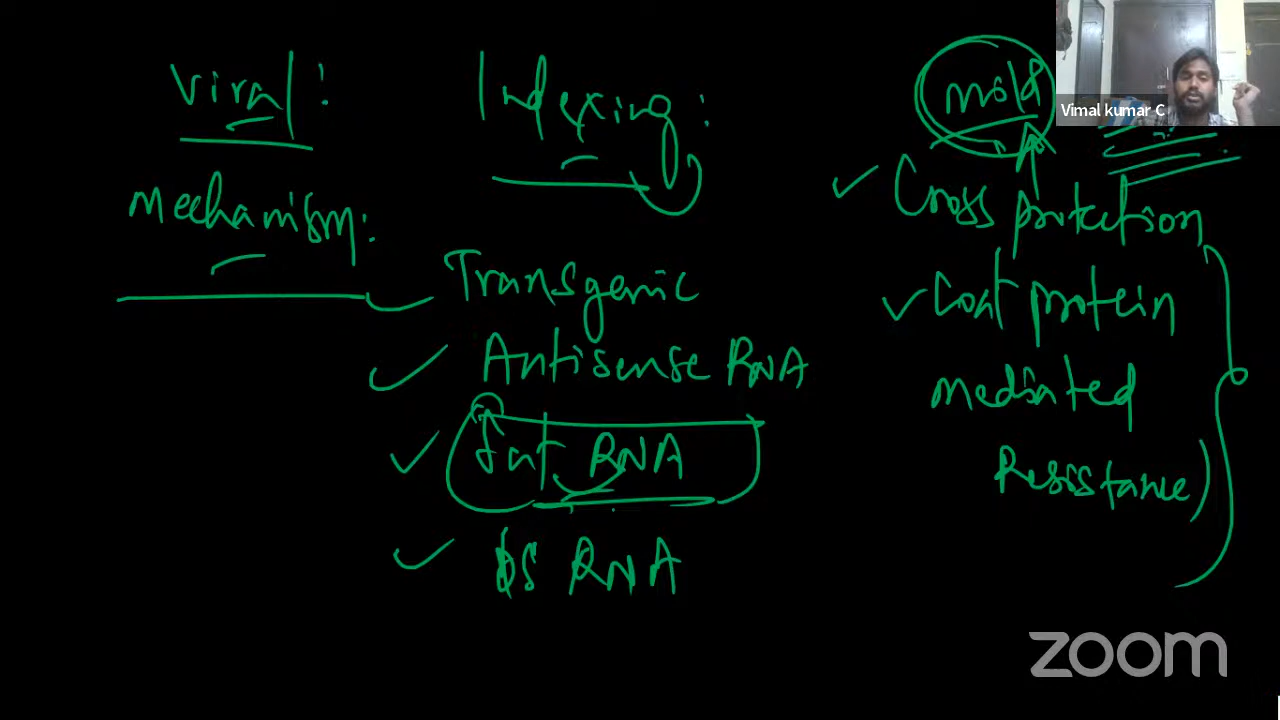 Viral:
Mechanism:
Indexing:
Transgenic
Antisense RNA
Sat RNA
ds RNA
mold
Cross protection
Coat protein
mediated
Resistance)
Vimal kumar C
zoom